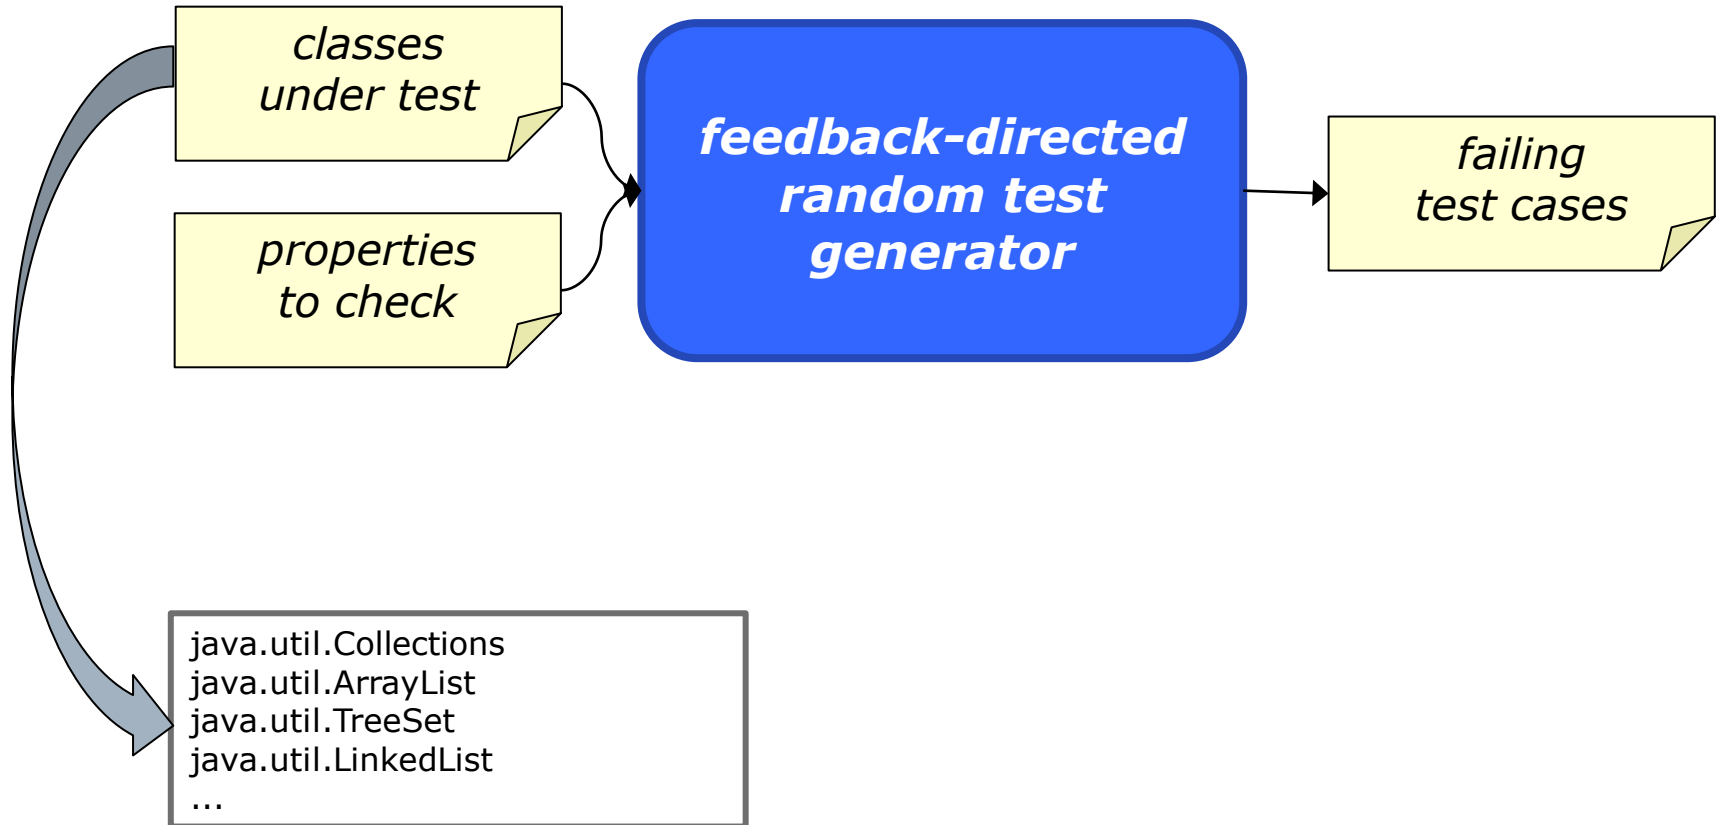 classes
under test
properties
to check
feedback-directed
random test
generator
failing
test cases
java.util.Collections
java.util.ArrayList
java.util.TreeSet
java.util.LinkedList
...